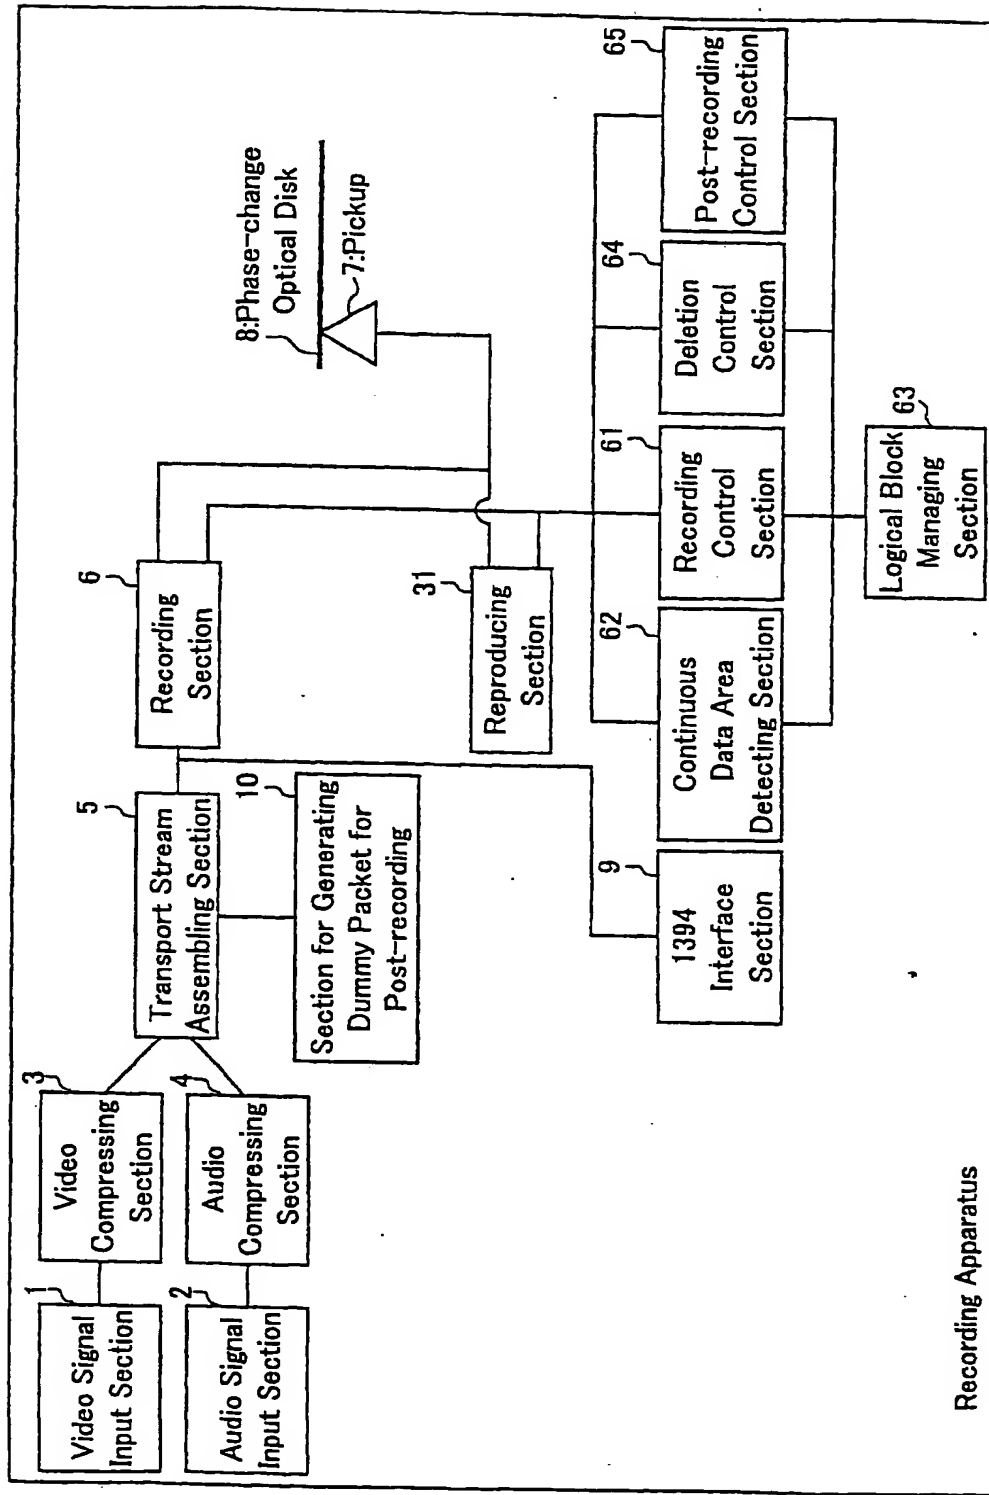 1
Video Signal
Input Section
2
Audio Signal
Input Section
3
Video
Compressing
Section
4
Audio
Compressing
Section
5
Transport Stream
Assembling Section
10
Section for Generating
Dummy Packet for
Post-recording
6
Recording
Section
8:Phase-change
Optical Disk
7:Pickup
31
Reproducing
Section
9
1394
Interface
Section
62
Continuous
Data Area
Detecting Section
61
Recording
Control
Section
64
Deletion
Control
Section
65
Post-recording
Control Section
63
Logical Block
Managing
Section
Recording Apparatus